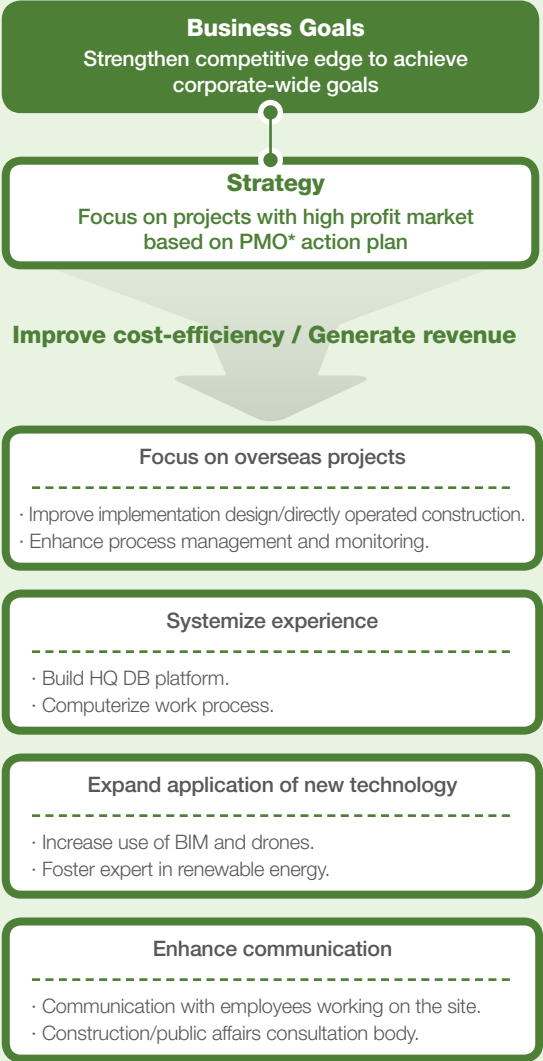 Business Goals
Strengthen competitive edge to achieve
corporate-wide goals
Strategy
Focus on projects with high profit market
based on PMO* action plan
Improve cost-efficiency / Generate revenue
Focus on overseas projects
· Improve implementation design/directly operated construction.
· Enhance process management and monitoring.
Systemize experience
· Build HQ DB platform.
· Computerize work process.
Expand application of new technology
· Increase use of BIM and drones.
· Foster expert in renewable energy.
Enhance communication
· Communication with employees working on the site.
· Construction/public affairs consultation body.